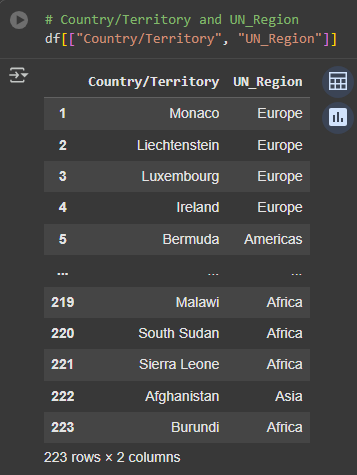 # Country/Territory and UN_Region
df[["Country/Territory", "UN_Region"]]
Country/Territory UN_Region
1 Monaco Europe
2 Liechtenstein Europe
3 Luxembourg Europe
4 Ireland Europe
5 Bermuda Americas
... ... ...
219 Malawi Africa
220 South Sudan Africa
221 Sierra Leone Africa
222 Afghanistan Asia
223 Burundi Africa
223 rows × 2 columns